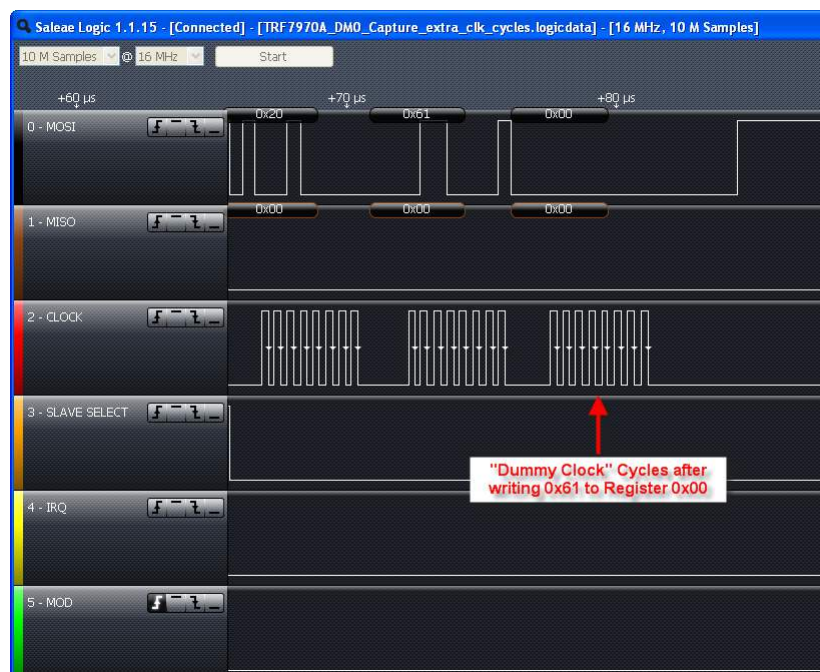 Saleae Logic 1.1.15 - [Connected] - [TRF7970A_DM0_Capture_extra_clk_cycles.logicdata] - [16 MHz, 10 M Samples]
10 M Samples @ 16 MHz Start
+60 µs +70 µs +80 µs
0 - MOSI 0x20 0x61 0x00
1 - MISO 0x00 0x00 0x00
2 - CLOCK
3 - SLAVE SELECT
"Dummy Clock" Cycles after
writing 0x61 to Register 0x00
4 - IRQ
5 - MOD